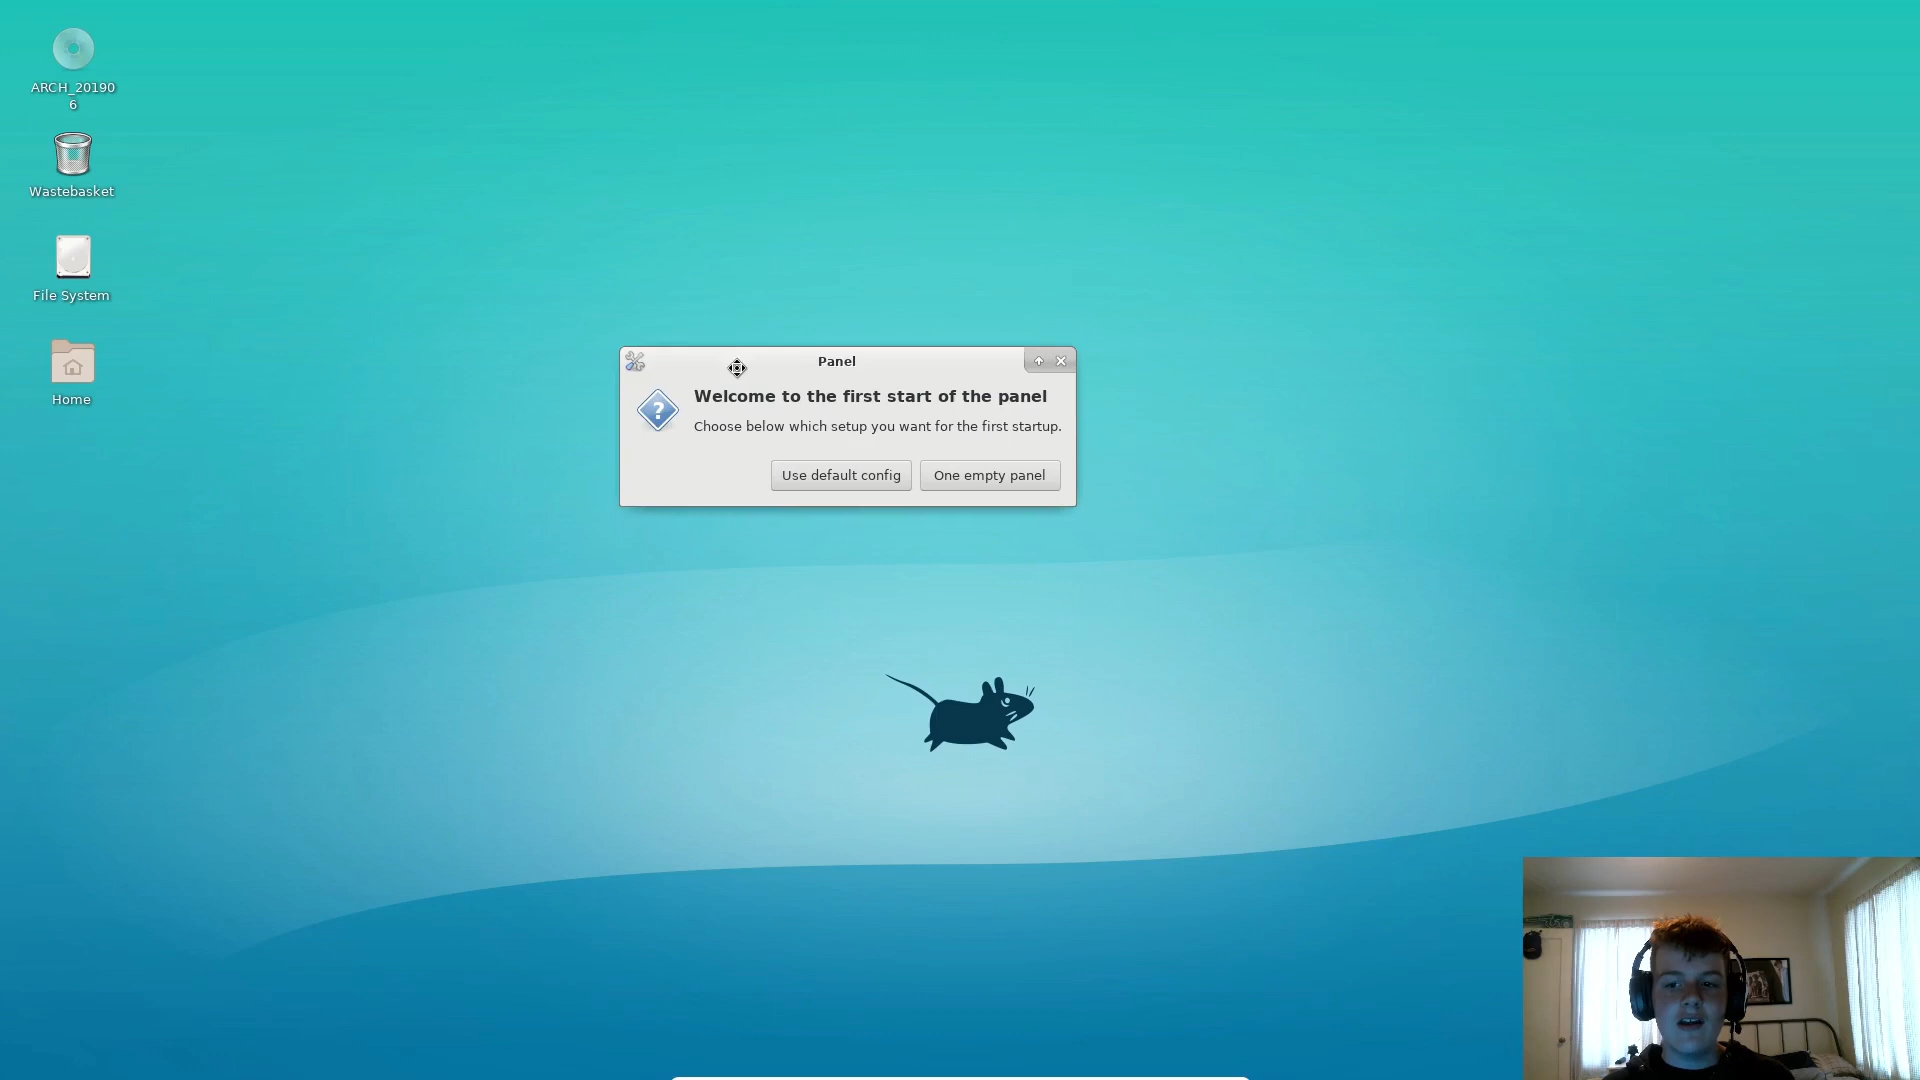 ARCH_20190
6
Wastebasket
File System
Home
Panel
Welcome to the first start of the panel
Choose below which setup you want for the first startup.
Use default config
One empty panel